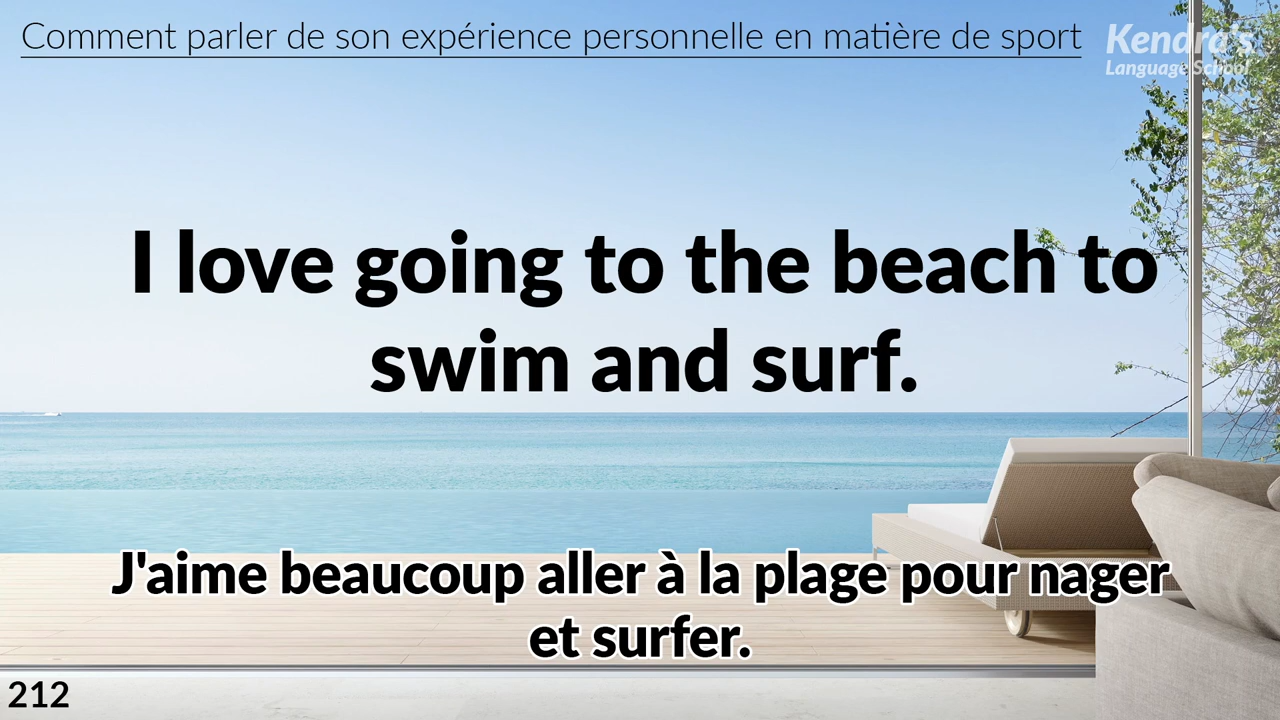 Comment parler de son expérience personnelle en matière de sport
Kendra's
Language School
I love going to the beach to
swim and surf.
J'aime beaucoup aller à la plage pour nager
et surfer.
212